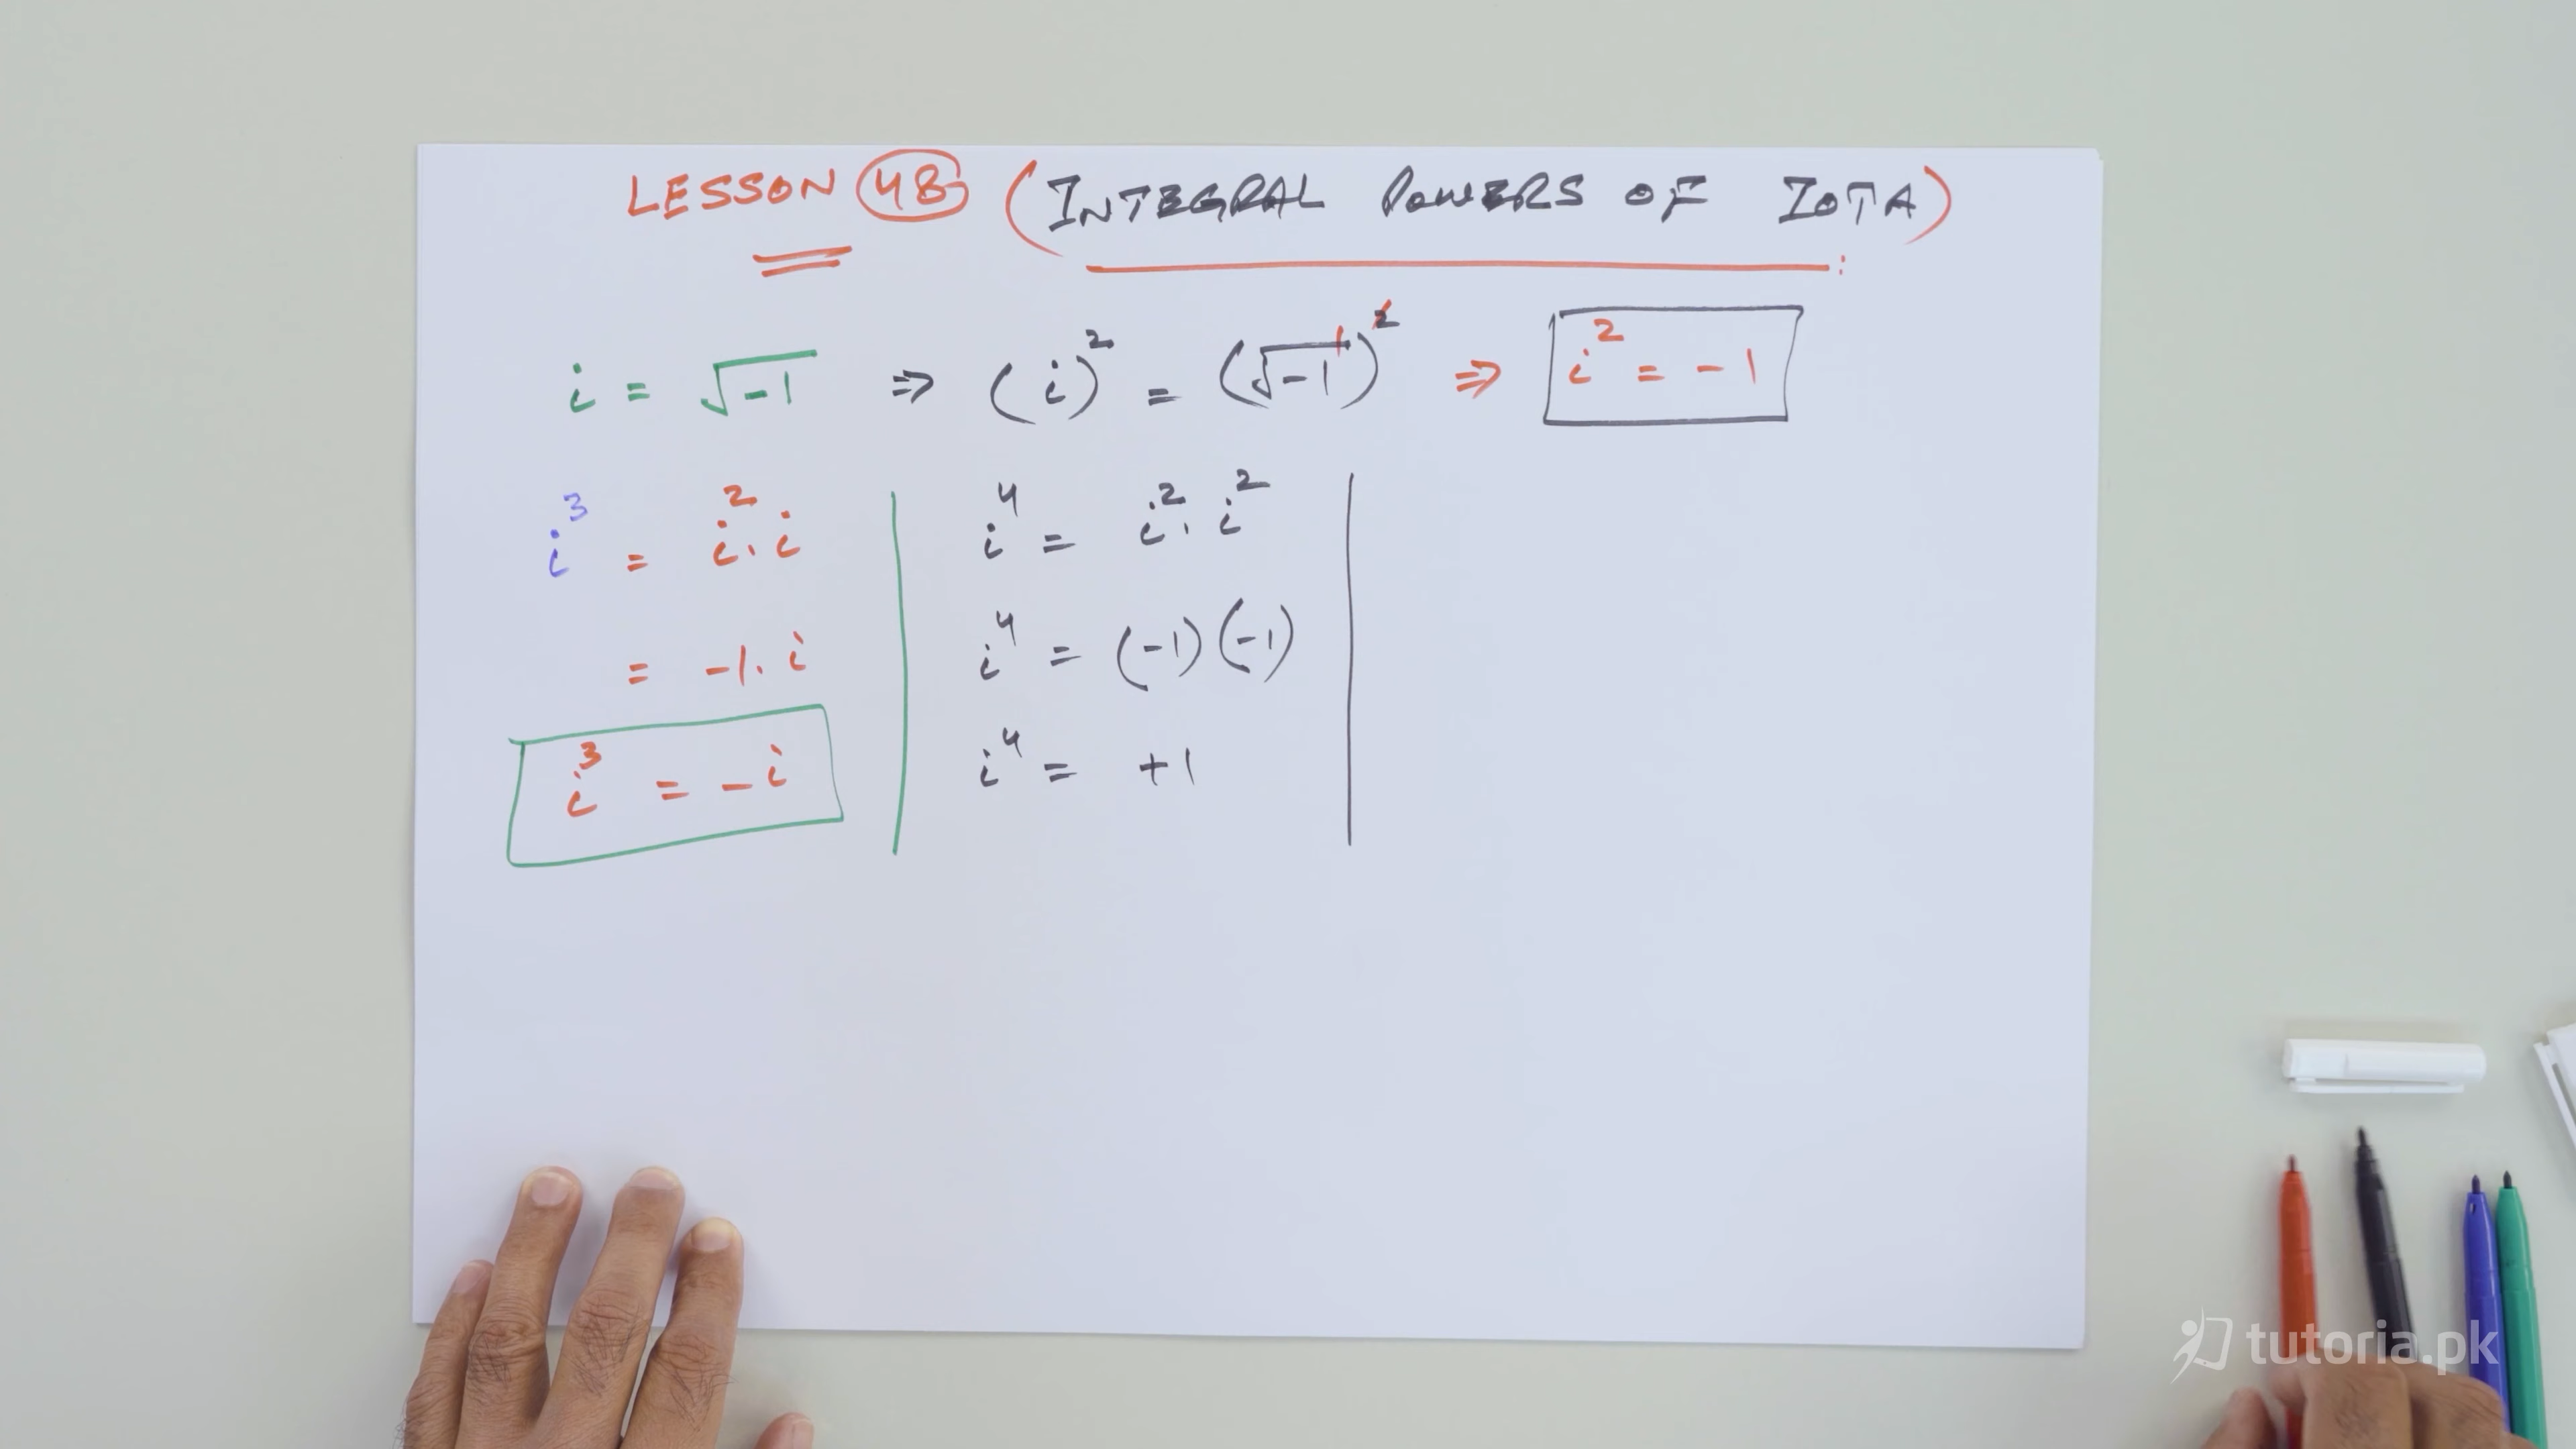 LESSON 4B (INTEGRAL POWERS OF IOTA)
i = √-1 ⇒ (i)² = (√-1)² ⇒ i² = -1
i³ = i².i
= -1.i
i³ = -i
i⁴ = i².i²
i⁴ = (-1)(-1)
i⁴ = +1
tutoria.pk